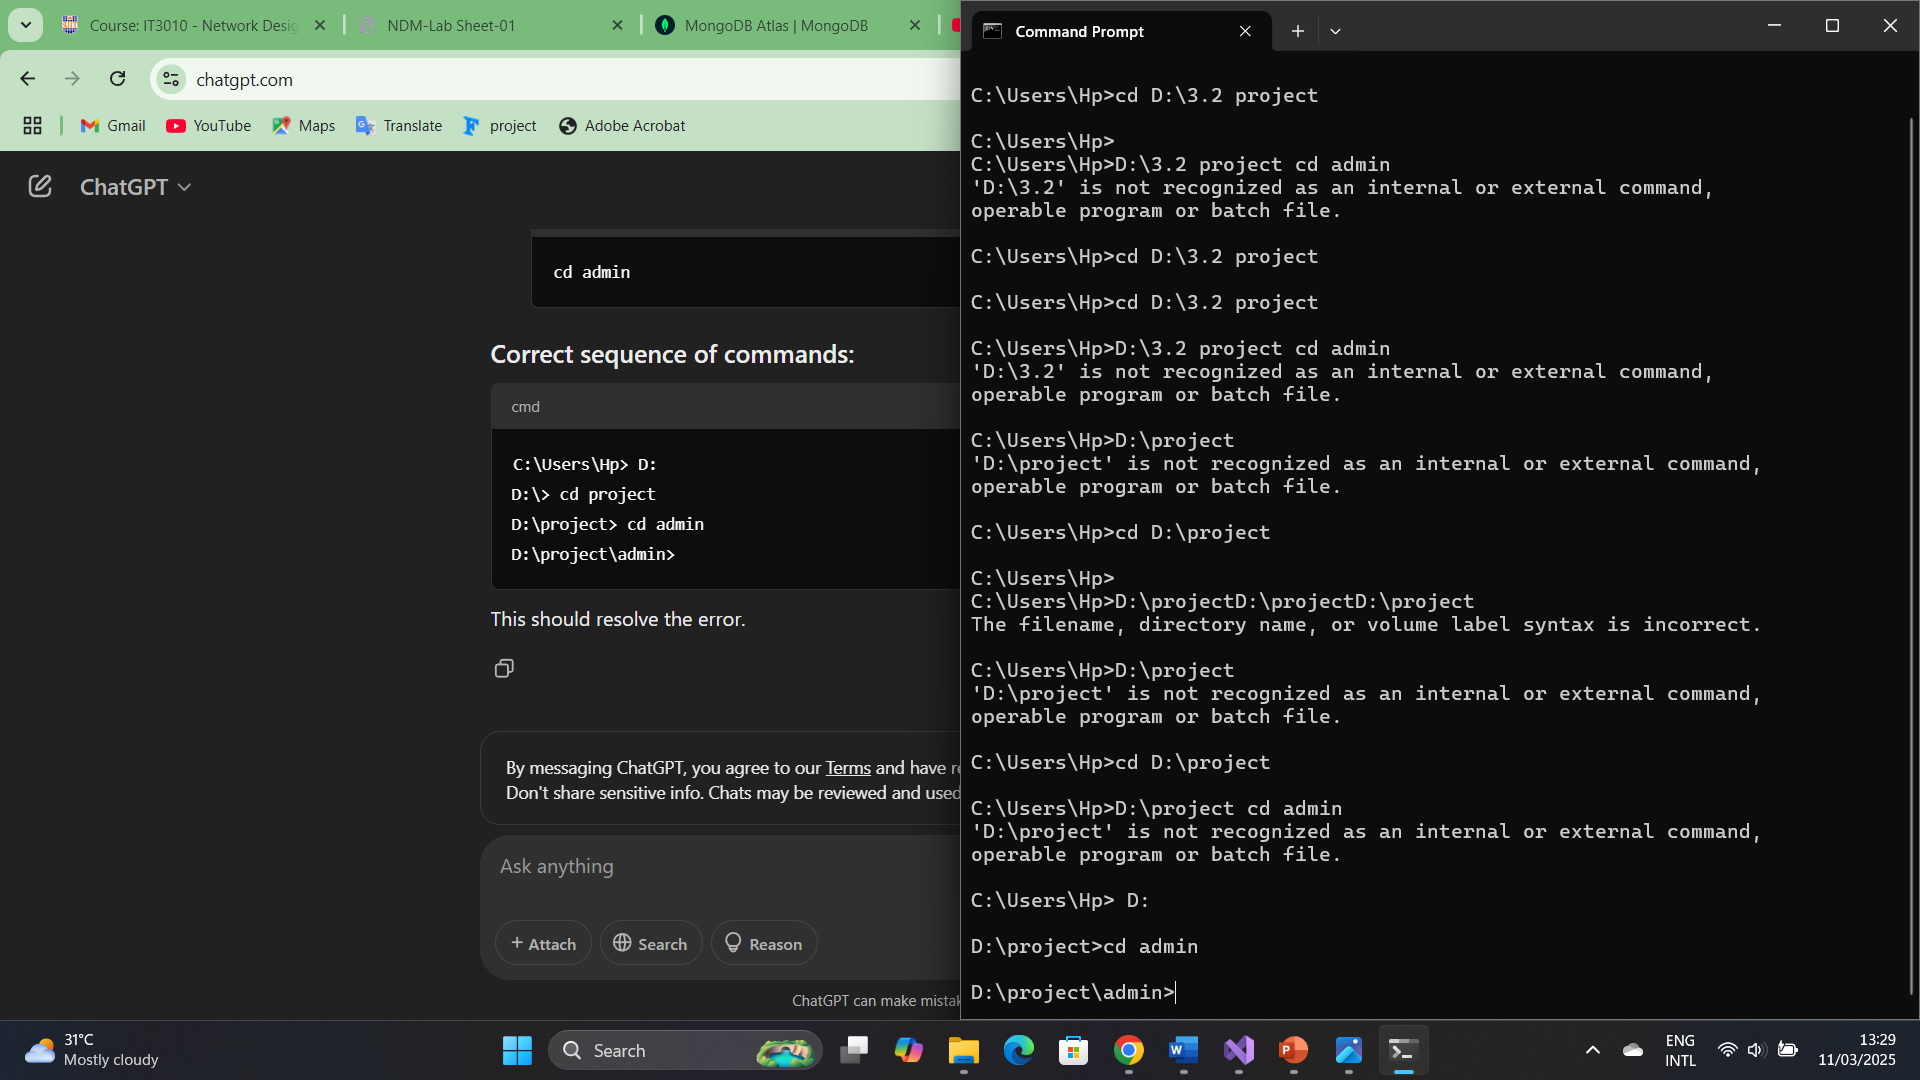 Course: IT3010 - Network Desig
NDM-Lab Sheet-01
MongoDB Atlas | MongoDB
chatgpt.com
Gmail
YouTube
Maps
Translate
project
Adobe Acrobat
ChatGPT
cd admin
Correct sequence of commands:
cmd
C:\Users\Hp> D:
D:\> cd project
D:\project> cd admin
D:\project\admin>
This should resolve the error.
By messaging ChatGPT, you agree to our Terms and have re
Don't share sensitive info. Chats may be reviewed and used
Ask anything
+ Attach
Search
Reason
ChatGPT can make mistak
Command Prompt
C:\Users\Hp>cd D:\3.2 project
C:\Users\Hp>
C:\Users\Hp>D:\3.2 project cd admin
'D:\3.2' is not recognized as an internal or external command,
operable program or batch file.
C:\Users\Hp>cd D:\3.2 project
C:\Users\Hp>cd D:\3.2 project
C:\Users\Hp>D:\3.2 project cd admin
'D:\3.2' is not recognized as an internal or external command,
operable program or batch file.
C:\Users\Hp>D:\project
'D:\project' is not recognized as an internal or external command,
operable program or batch file.
C:\Users\Hp>cd D:\project
C:\Users\Hp>
C:\Users\Hp>D:\projectD:\projectD:\project
The filename, directory name, or volume label syntax is incorrect.
C:\Users\Hp>D:\project
'D:\project' is not recognized as an internal or external command,
operable program or batch file.
C:\Users\Hp>cd D:\project
C:\Users\Hp>D:\project cd admin
'D:\project' is not recognized as an internal or external command,
operable program or batch file.
C:\Users\Hp> D:
D:\project>cd admin
D:\project\admin>
31°C
Mostly cloudy
Search
ENG
INTL
13:29
11/03/2025